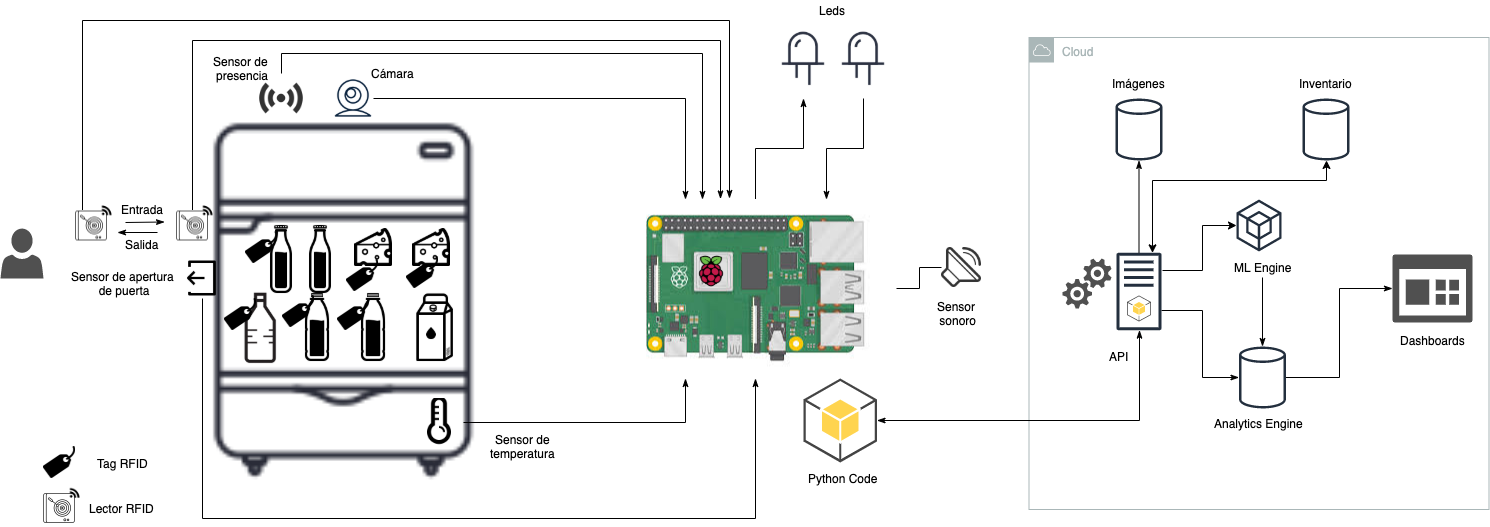 Leds
Sensor de
presencia
Cámara
Cloud
Imágenes
Inventario
Entrada
Salida
Sensor de apertura
de puerta
ML Engine
Sensor
sonoro
Dashboards
API
Analytics Engine
Sensor de
temperatura
Python Code
Tag RFID
Lector RFID